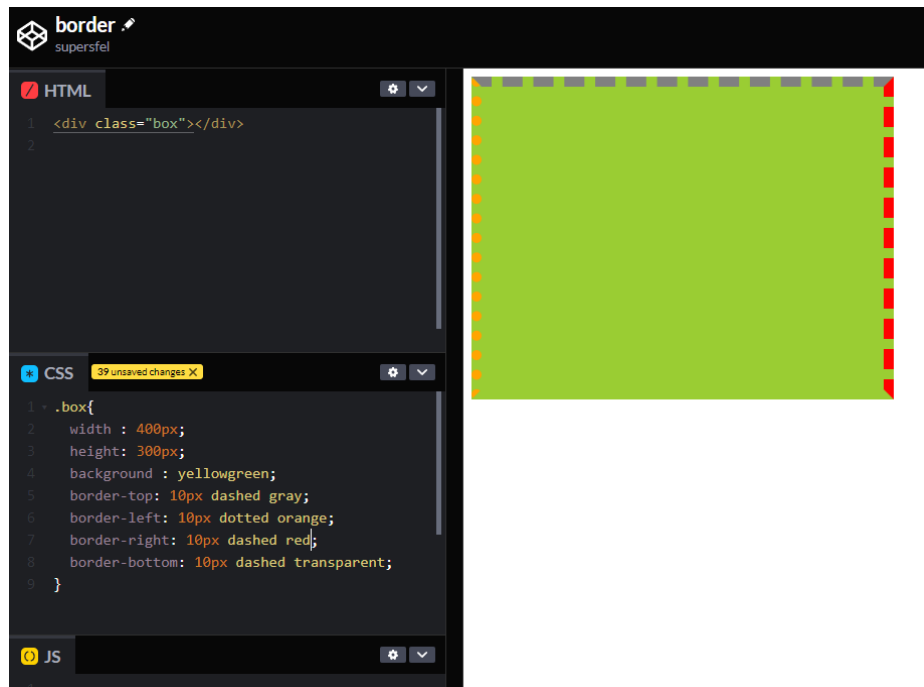 border
supersfel
HTML
1 <div class="box"></div>
2
CSS 39 unsaved changes X
1 .box{
2 width : 400px;
3 height: 300px;
4 background : yellowgreen;
5 border-top: 10px dashed gray;
6 border-left: 10px dotted orange;
7 border-right: 10px dashed red;
8 border-bottom: 10px dashed transparent;
9 }
JS